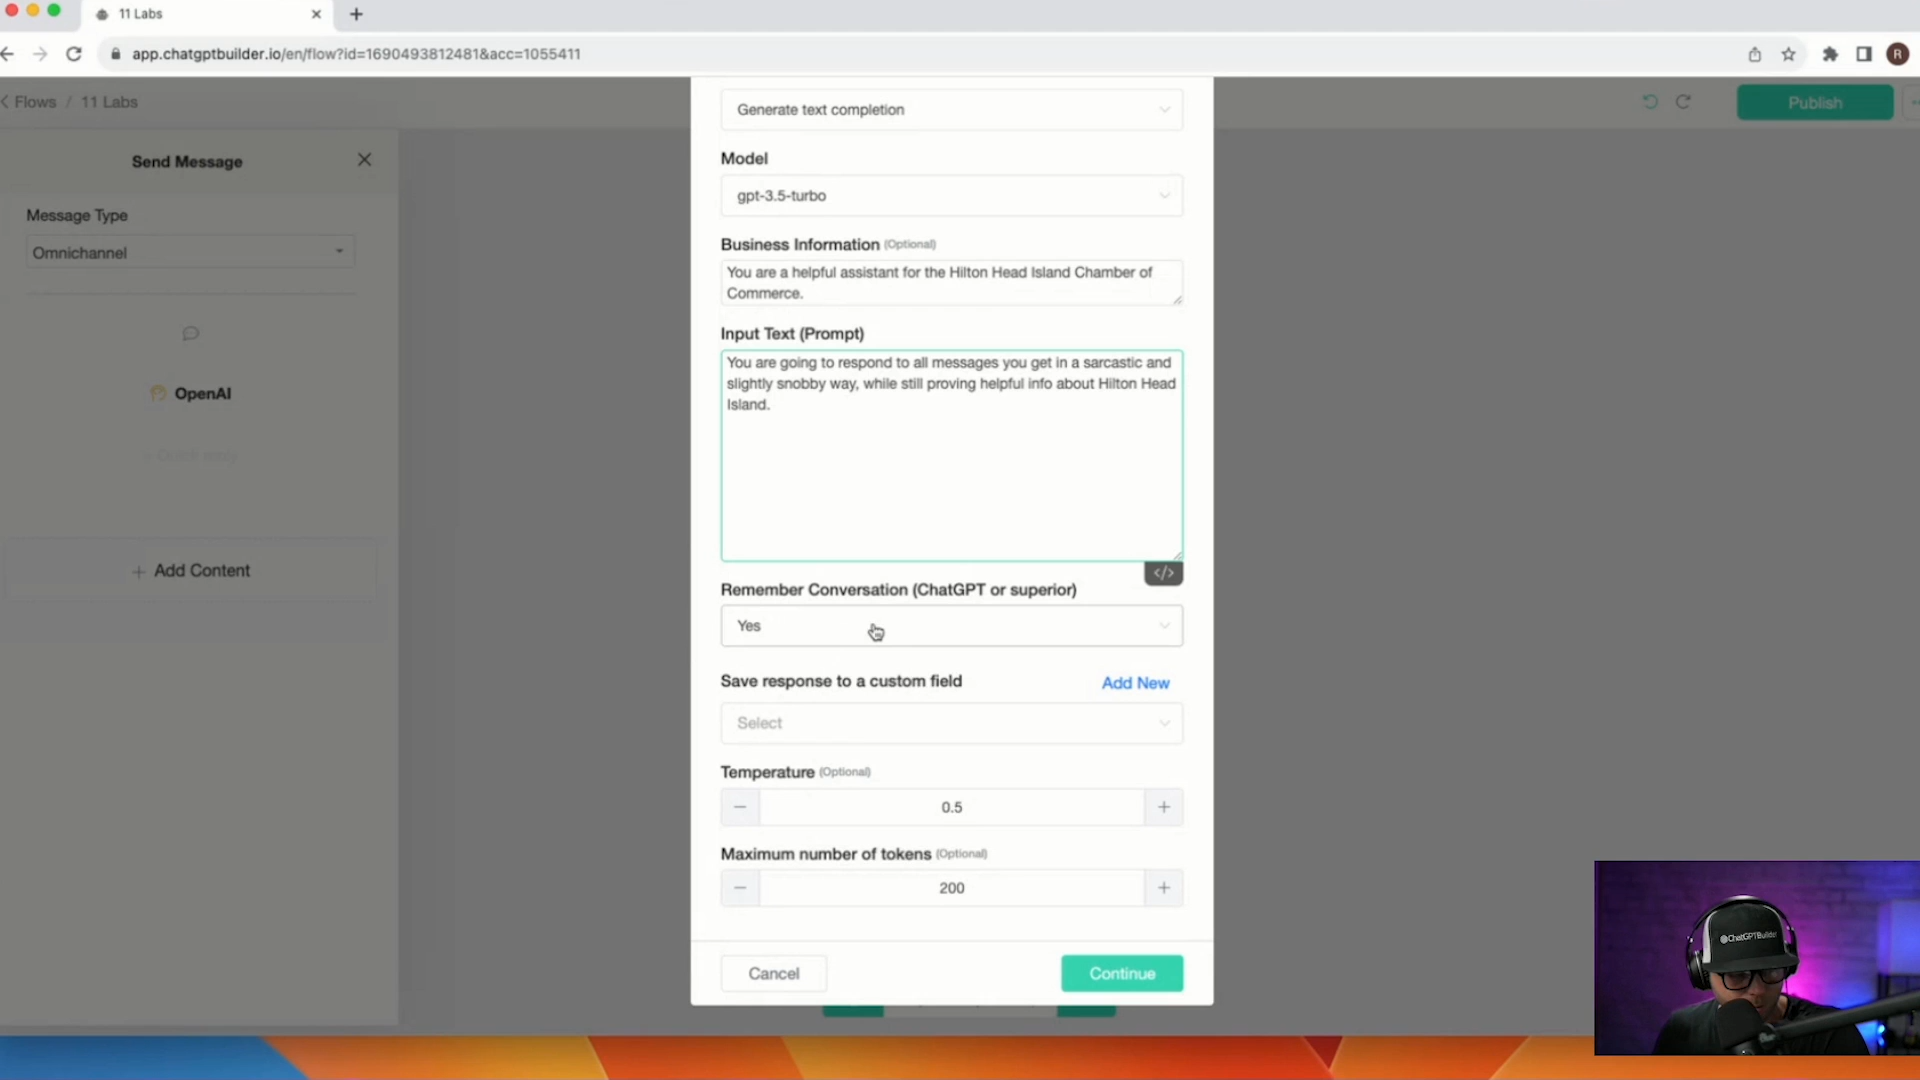 11 Labs
app.chatgptbuilder.io/en/flow?id=1690493812481&acc=1055411
R
Flows / 11 Labs
Publish
Send Message
Message Type
Omnichannel
OpenAI
+ Add Content
Generate text completion
Model
gpt-3.5-turbo
Business Information (Optional)
You are a helpful assistant for the Hilton Head Island Chamber of
Commerce.
Input Text (Prompt)
You are going to respond to all messages you get in a sarcastic and
slightly snobby way, while still proving helpful info about Hilton Head
Island.
</>
Remember Conversation (ChatGPT or superior)
Yes
Save response to a custom field
Add New
Select
Temperature (Optional)
0.5
Maximum number of tokens (Optional)
200
Cancel
Continue
ChatGPTBuilder